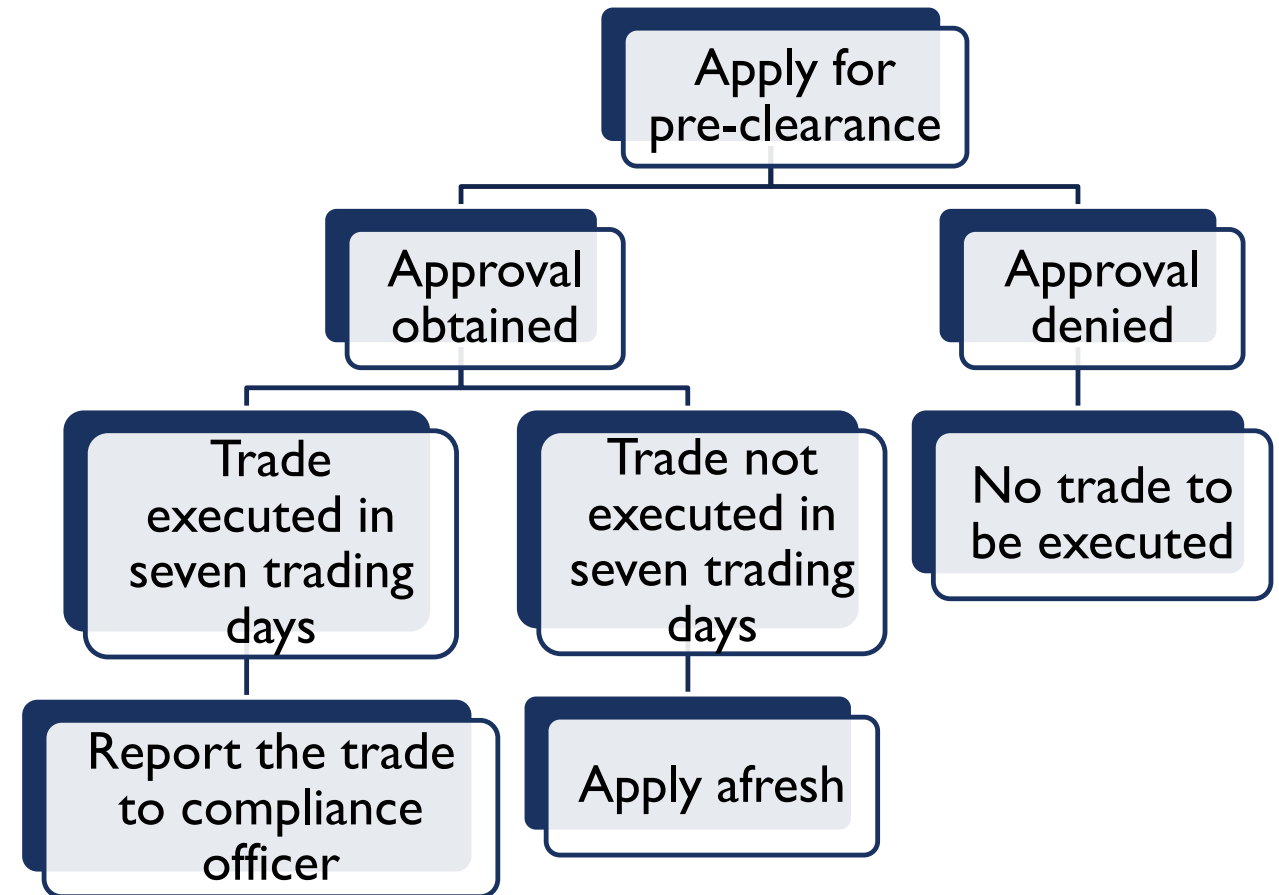 Apply for
pre-clearance
Approval
obtained
Approval
denied
Trade
executed in
seven trading
days
Trade not
executed in
seven trading
days
No trade to
be executed
Report the trade
to compliance
officer
Apply afresh